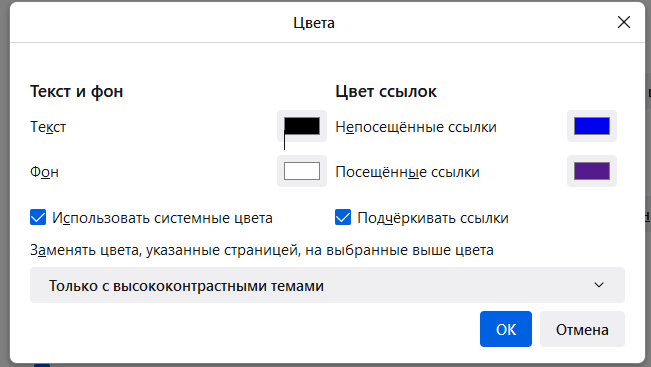 Цвета
Текст и фон
Цвет ссылок
Текст
Непосещённые ссылки
Фон
Посещённые ссылки
Использовать системные цвета
Подчёркивать ссылки
Заменять цвета, указанные страницей, на выбранные выше цвета
Только с высококонтрастными темами
ОК
Отмена